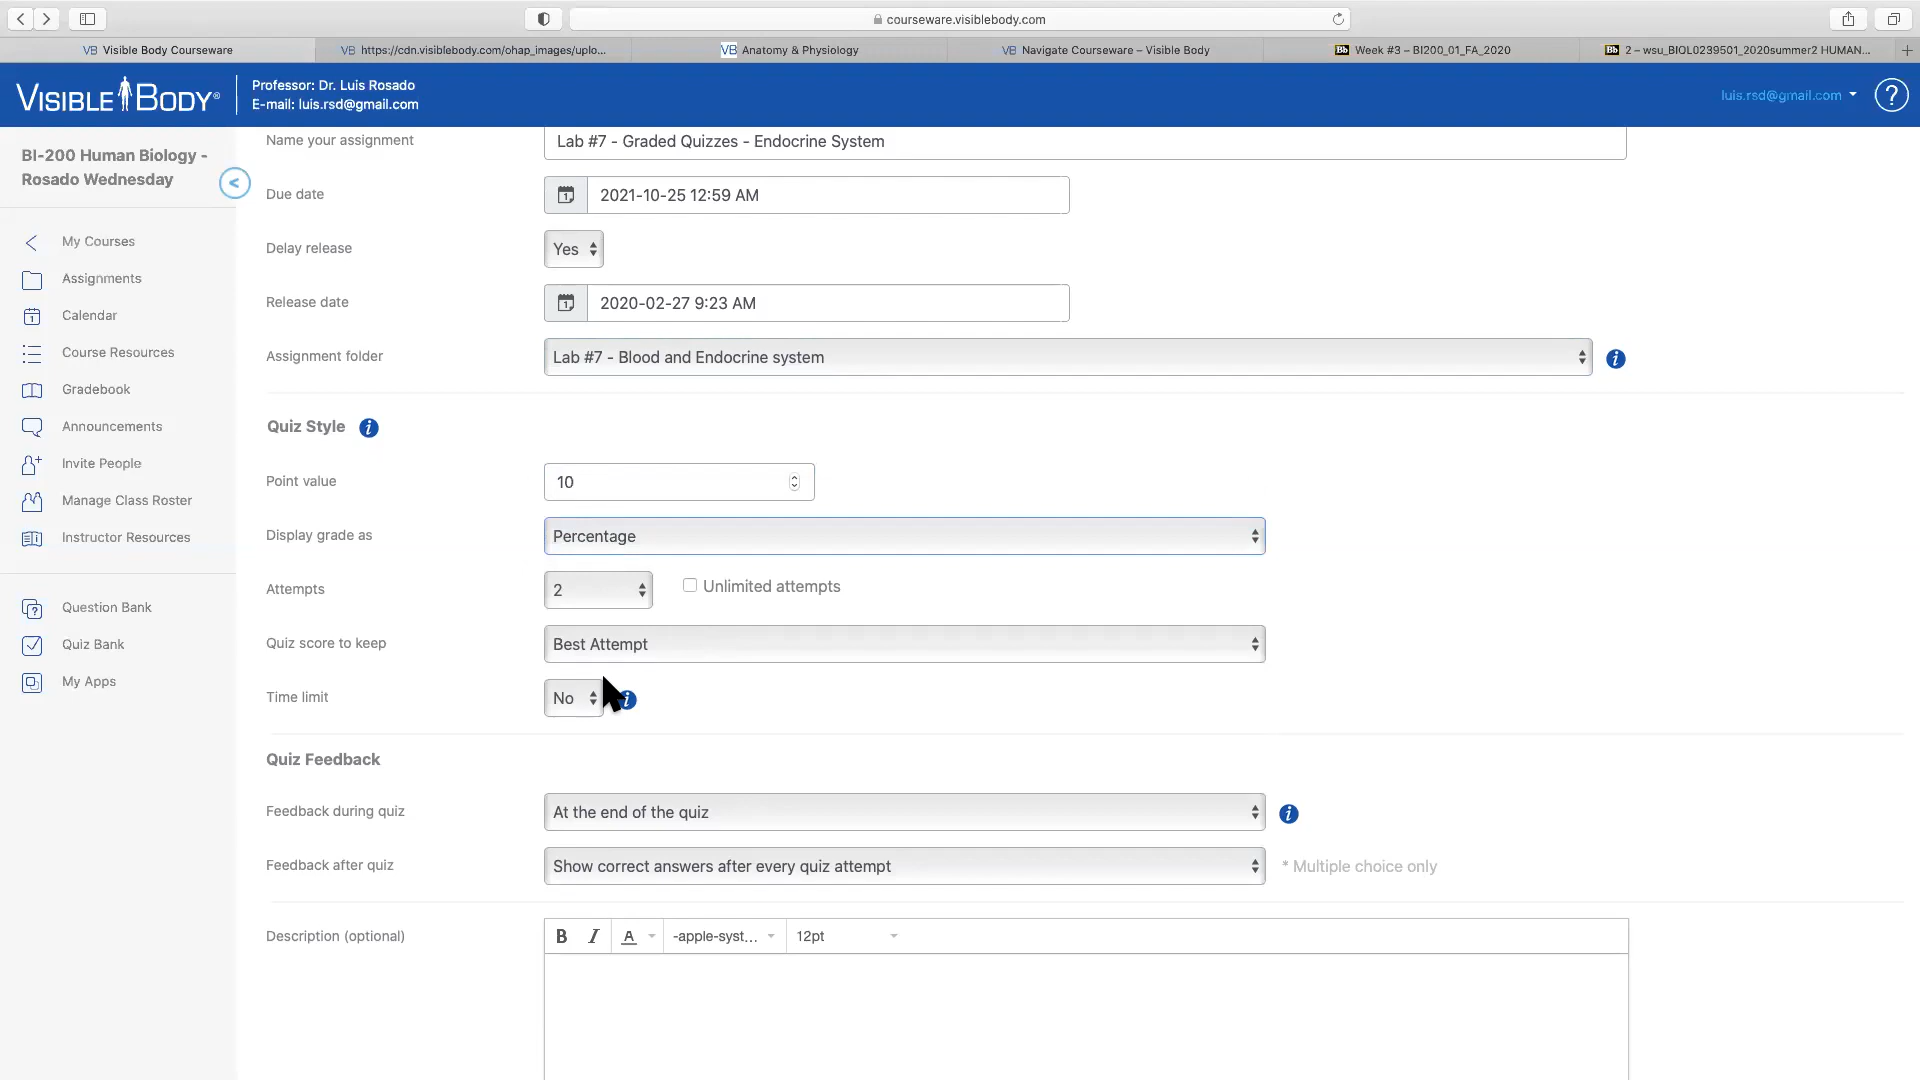 courseware.visiblebody.com
VB Visible Body Courseware
VB https://cdn.visiblebody.com/ohap_images/uplo...
VB Anatomy & Physiology
VB Navigate Courseware – Visible Body
Bb Week #3 – BI200_01_FA_2020
Bb 2 – wsu_BIOL0239501_2020summer2 HUMAN...
VISIBLE BODY®
Professor: Dr. Luis Rosado
E-mail: luis.rsd@gmail.com
luis.rsd@gmail.com
?
BI-200 Human Biology -
Rosado Wednesday
<
My Courses
Assignments
Calendar
Course Resources
Gradebook
Announcements
Invite People
Manage Class Roster
Instructor Resources
Question Bank
Quiz Bank
My Apps
Name your assignment
Lab #7 - Graded Quizzes - Endocrine System
Due date
2021-10-25 12:59 AM
Delay release
Yes
Release date
2020-02-27 9:23 AM
Assignment folder
Lab #7 - Blood and Endocrine system
i
Quiz Style i
Point value
10
Display grade as
Percentage
Attempts
2
Unlimited attempts
Quiz score to keep
Best Attempt
Time limit
No
i
Quiz Feedback
Feedback during quiz
At the end of the quiz
i
Feedback after quiz
Show correct answers after every quiz attempt
* Multiple choice only
Description (optional)
B I A -apple-syst... 12pt